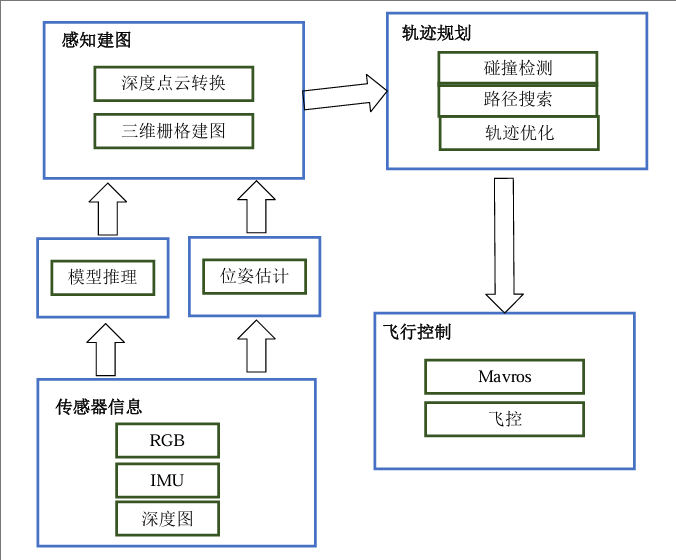 感知建图
深度点云转换
三维栅格建图
轨迹规划
碰撞检测
路径搜索
轨迹优化
模型推理
位姿估计
传感器信息
RGB
IMU
深度图
飞行控制
Mavros
飞控